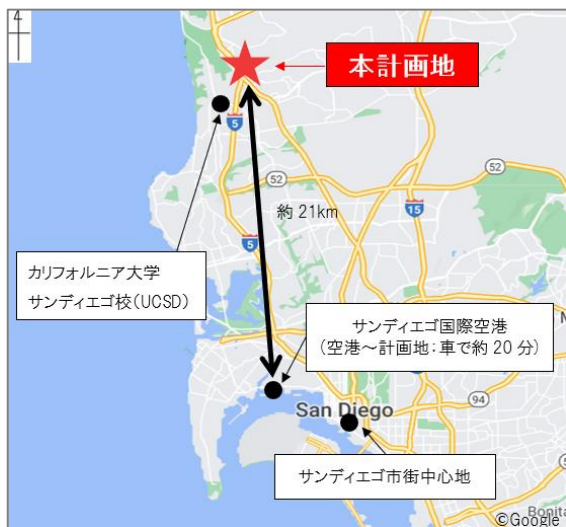 4
本計画地
5
52
52
約 21km
15
5
カリフォルニア大学
サンディエゴ校(UCSD)
サンディエゴ国際空港
(空港～計画地:車で約 20 分)
San Diego
94
サンディエゴ市街中心地
Bonita
©Google